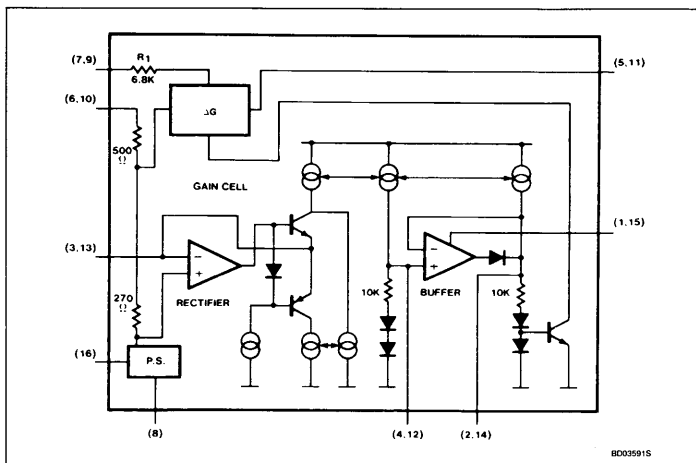 (7,9)
R1
6.8K
(5,11)
(6,10)
ΔG
500
Ω
GAIN CELL
(1,15)
(3,13)
−
+
RECTIFIER
−
+
BUFFER
10K
10K
270
Ω
(16)
P.S.
(8)
(4,12)
(2,14)
BD03591S